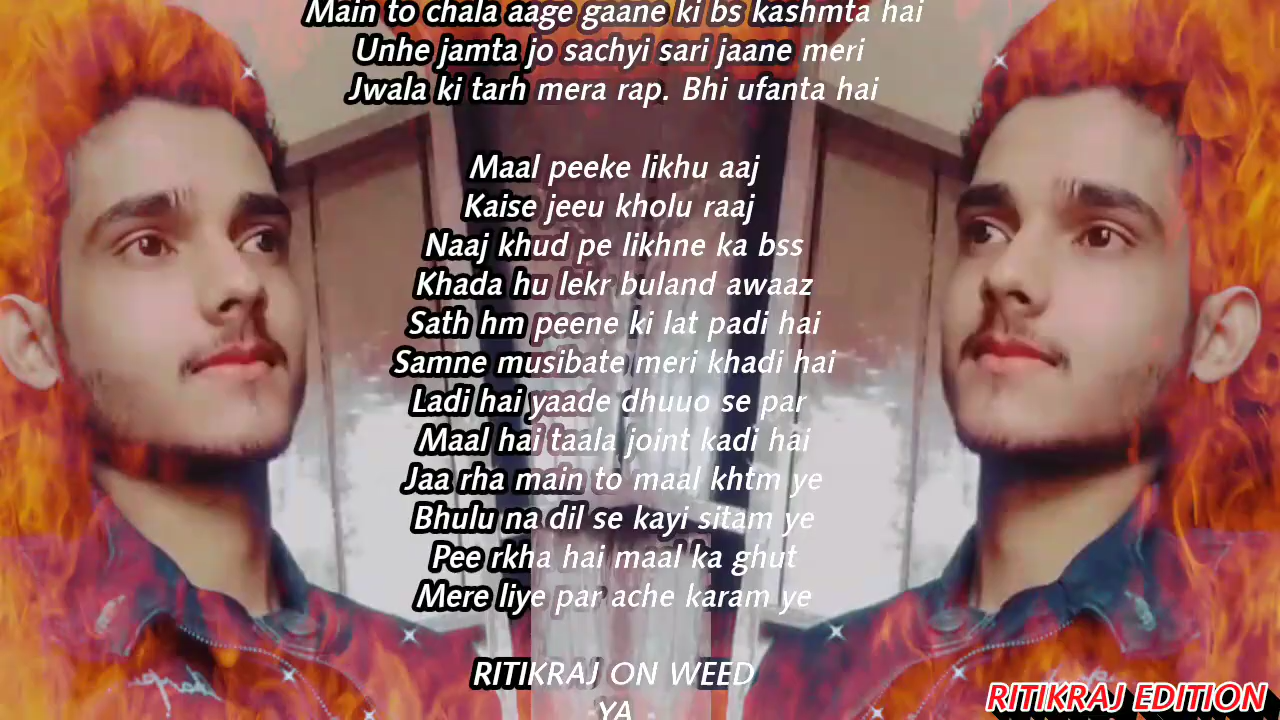 Main to chala aage gaane ki bs kashmta hai
Unhe jamta jo sachyi sari jaane meri
Jwala ki tarh mera rap. Bhi ufanta hai
Maal peeke likhu aaj
Kaise jeeu kholu raaj
Naaj khud pe likhne ka bss
Khada hu lekr buland awaaz
Sath hm peene ki lat padi hai
Samne musibate meri khadi hai
Ladi hai yaade dhuuo se par
Maal hai taala joint kadi hai
Jaa rha main to maal khtm ye
Bhulu na dil se kayi sitam ye
Pee rkha hai maal ka ghut
Mere liye par ache karam ye
RITIKRAJ ON WEED
YA
RITIKRAJ EDITION